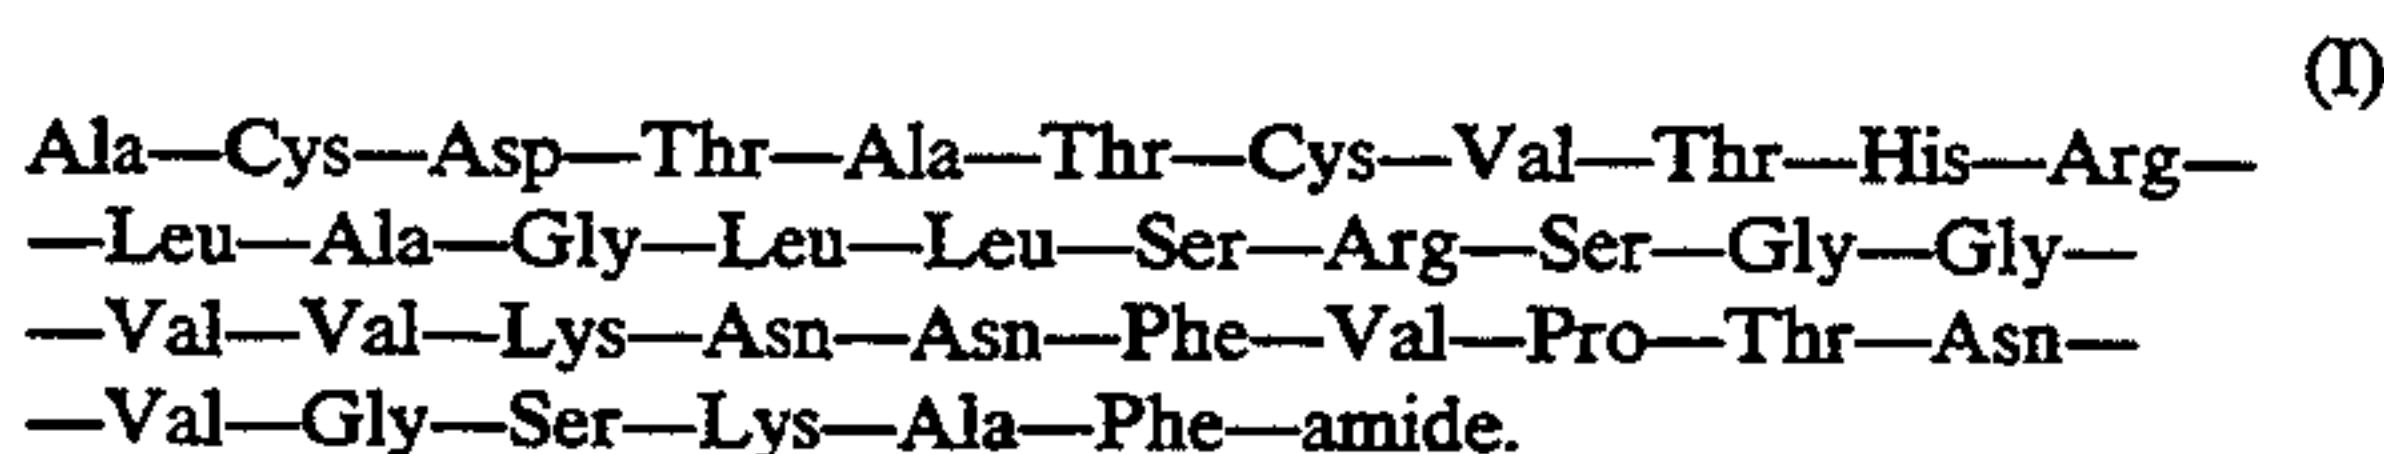 (I)
Ala—Cys—Asp—Thr—Ala—Thr—Cys—Val—Thr—His—Arg—
—Leu—Ala—Gly—Leu—Leu—Ser—Arg—Ser—Gly—Gly—
—Val—Val—Lys—Asn—Asn—Phe—Val—Pro—Thr—Asn—
—Val—Gly—Ser—Lys—Ala—Phe—amide.